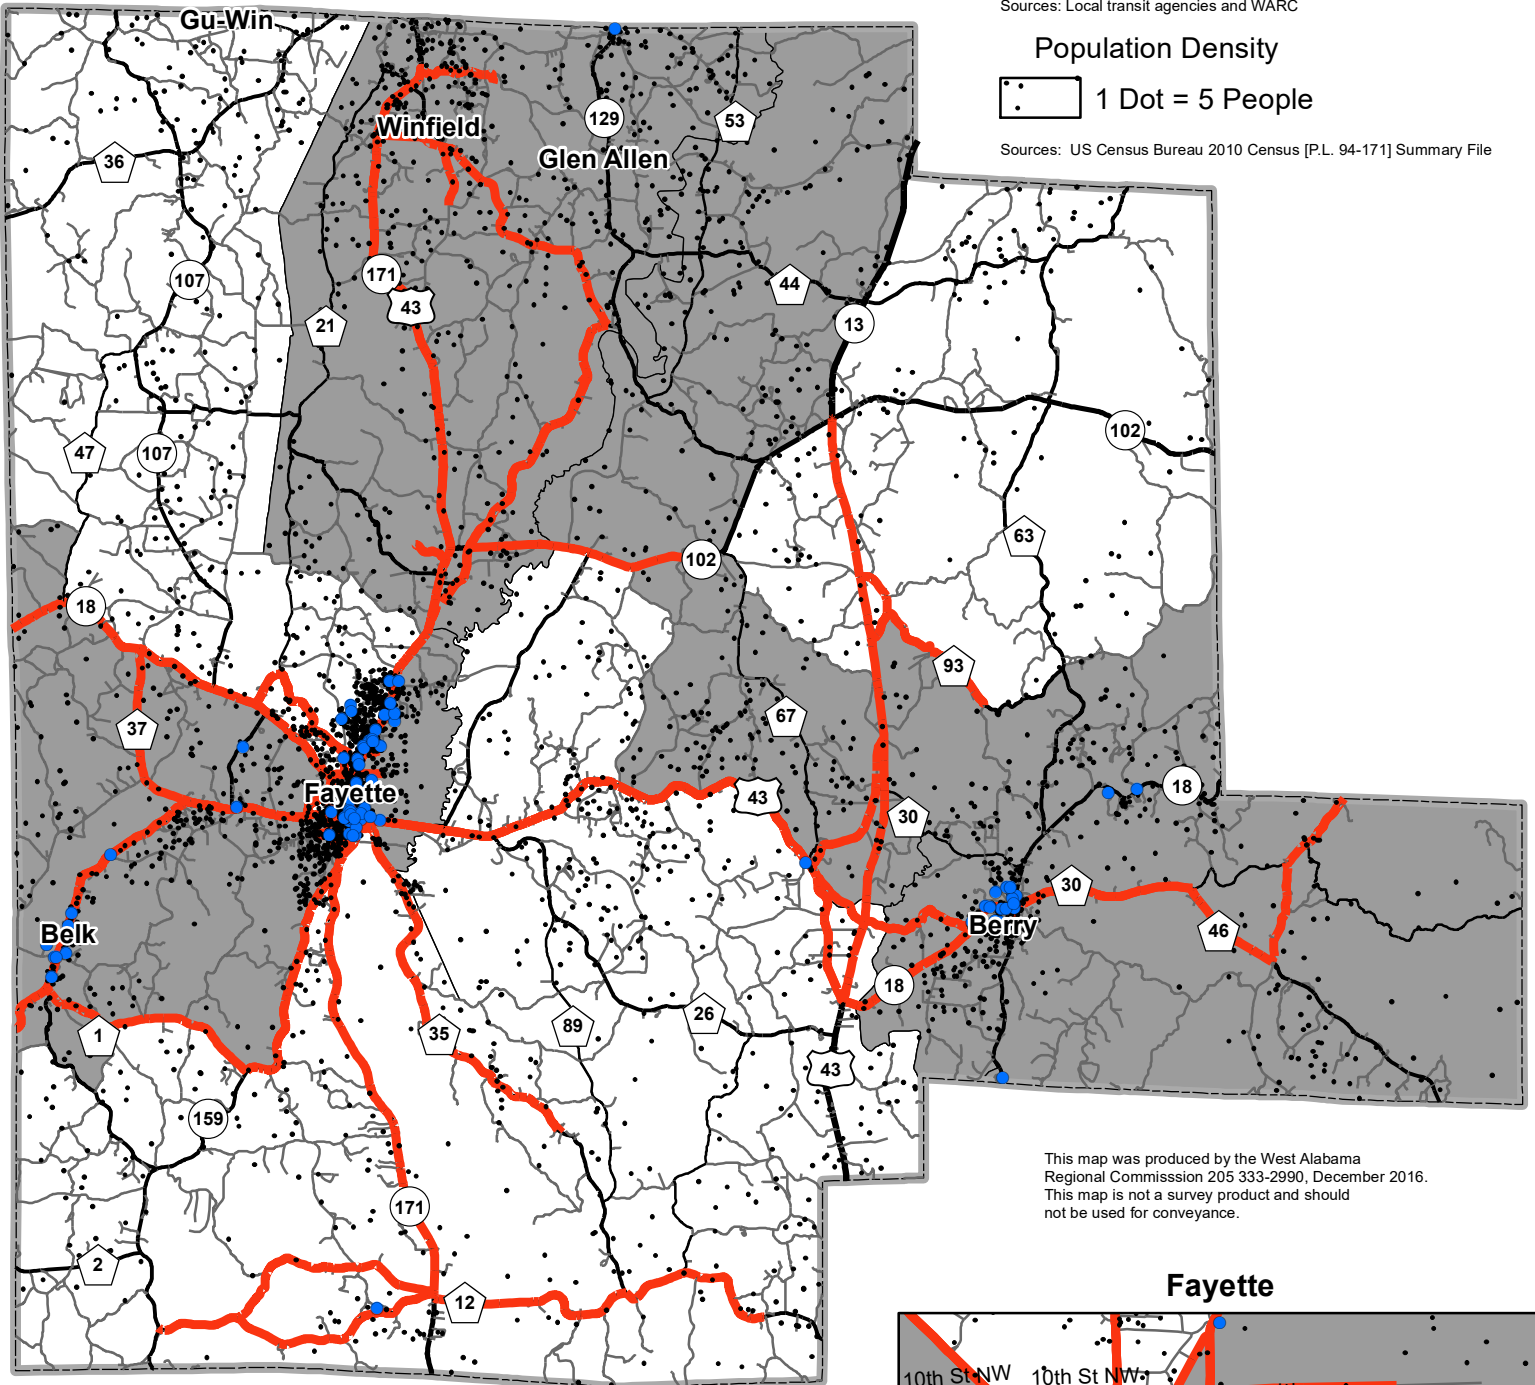 Sources: Local transit agencies and WARC
Gu-Win
Population Density
1 Dot = 5 People
Sources: US Census Bureau 2010 Census [P.L. 94-171] Summary File
129
53
Winfield
Glen Allen
36
107
171
43
44
21
13
102
47
107
63
102
18
93
67
37
18
43
30
Fayette
30
46
Belk
Berry
18
26
89
1
35
43
159
This map was produced by the West Alabama
Regional Commisssion 205 333-2990, December 2016.
This map is not a survey product and should
not be used for conveyance.
171
2
12
Fayette
10th St NW
10th St NW